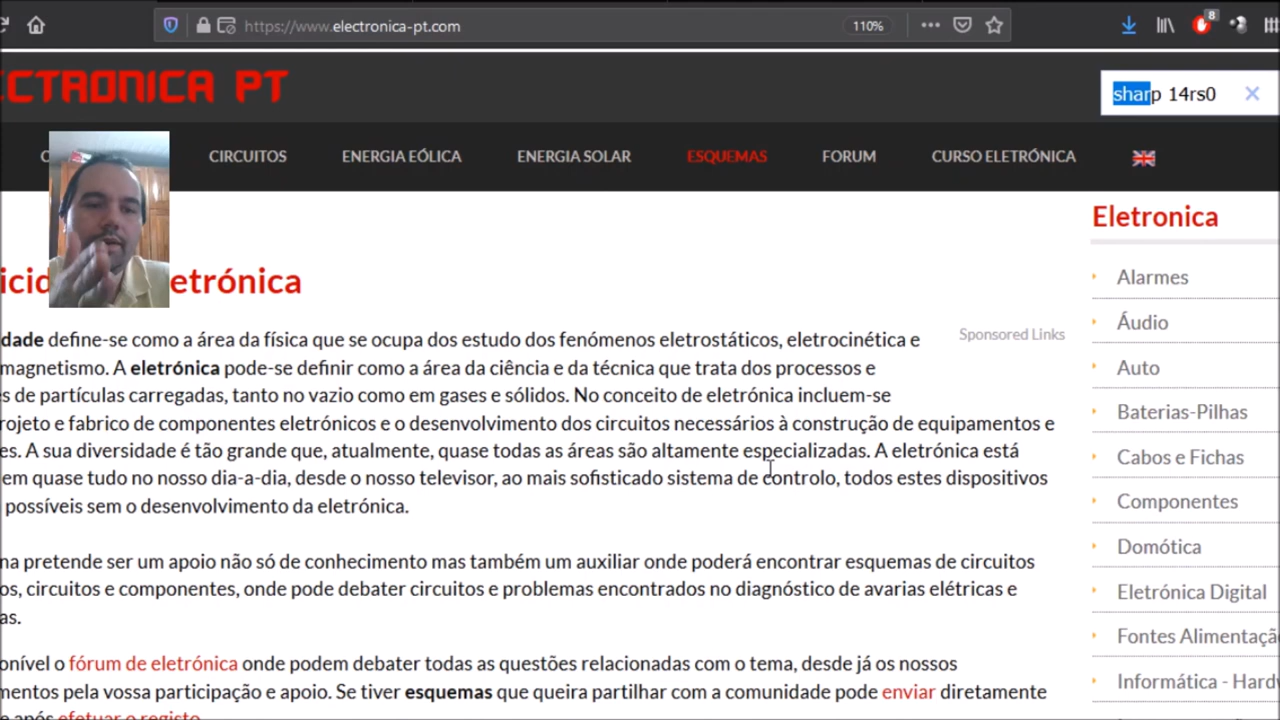 https://www.electronica-pt.com
110%
8
CTRONICA PT
sharp 14rs0
CIRCUITOS
ENERGIA EÓLICA
ENERGIA SOLAR
ESQUEMAS
FORUM
CURSO ELETRÓNICA
Eletronica
icid etrónica
Alarmes
Áudio
Auto
Baterias-Pilhas
Cabos e Fichas
Componentes
Domótica
Eletrónica Digital
Fontes Alimentaçã
Informática - Hardw
Sponsored Links
dade define-se como a área da física que se ocupa dos estudo dos fenómenos eletrostáticos, eletrocinética e
magnetismo. A eletrónica pode-se definir como a área da ciência e da técnica que trata dos processos e
s de partículas carregadas, tanto no vazio como em gases e sólidos. No conceito de eletrónica incluem-se
rojeto e fabrico de componentes eletrónicos e o desenvolvimento dos circuitos necessários à construção de equipamentos e
es. A sua diversidade é tão grande que, atualmente, quase todas as áreas são altamente especializadas. A eletrónica está
em quase tudo no nosso dia-a-dia, desde o nosso televisor, ao mais sofisticado sistema de controlo, todos estes dispositivos
possíveis sem o desenvolvimento da eletrónica.
na pretende ser um apoio não só de conhecimento mas também um auxiliar onde poderá encontrar esquemas de circuitos
os, circuitos e componentes, onde pode debater circuitos e problemas encontrados no diagnóstico de avarias elétricas e
as.
onível o fórum de eletrónica onde podem debater todas as questões relacionadas com o tema, desde já os nossos
mentos pela vossa participação e apoio. Se tiver esquemas que queira partilhar com a comunidade pode enviar diretamente
e após efetuar o registo.